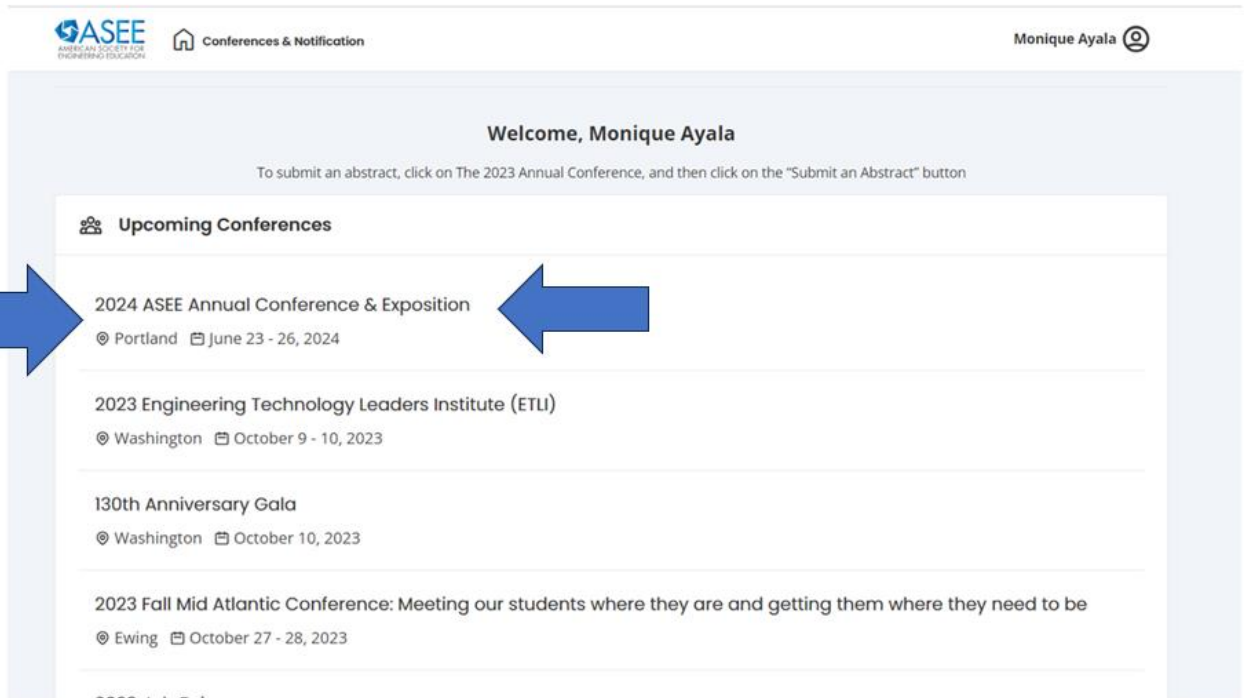 ASEE
AMERICAN SOCIETY FOR
ENGINEERING EDUCATION
Conferences & Notification
Monique Ayala
Welcome, Monique Ayala
To submit an abstract, click on The 2023 Annual Conference, and then click on the “Submit an Abstract” button
Upcoming Conferences
2024 ASEE Annual Conference & Exposition
Portland June 23 - 26, 2024
2023 Engineering Technology Leaders Institute (ETLI)
Washington October 9 - 10, 2023
130th Anniversary Gala
Washington October 10, 2023
2023 Fall Mid Atlantic Conference: Meeting our students where they are and getting them where they need to be
Ewing October 27 - 28, 2023